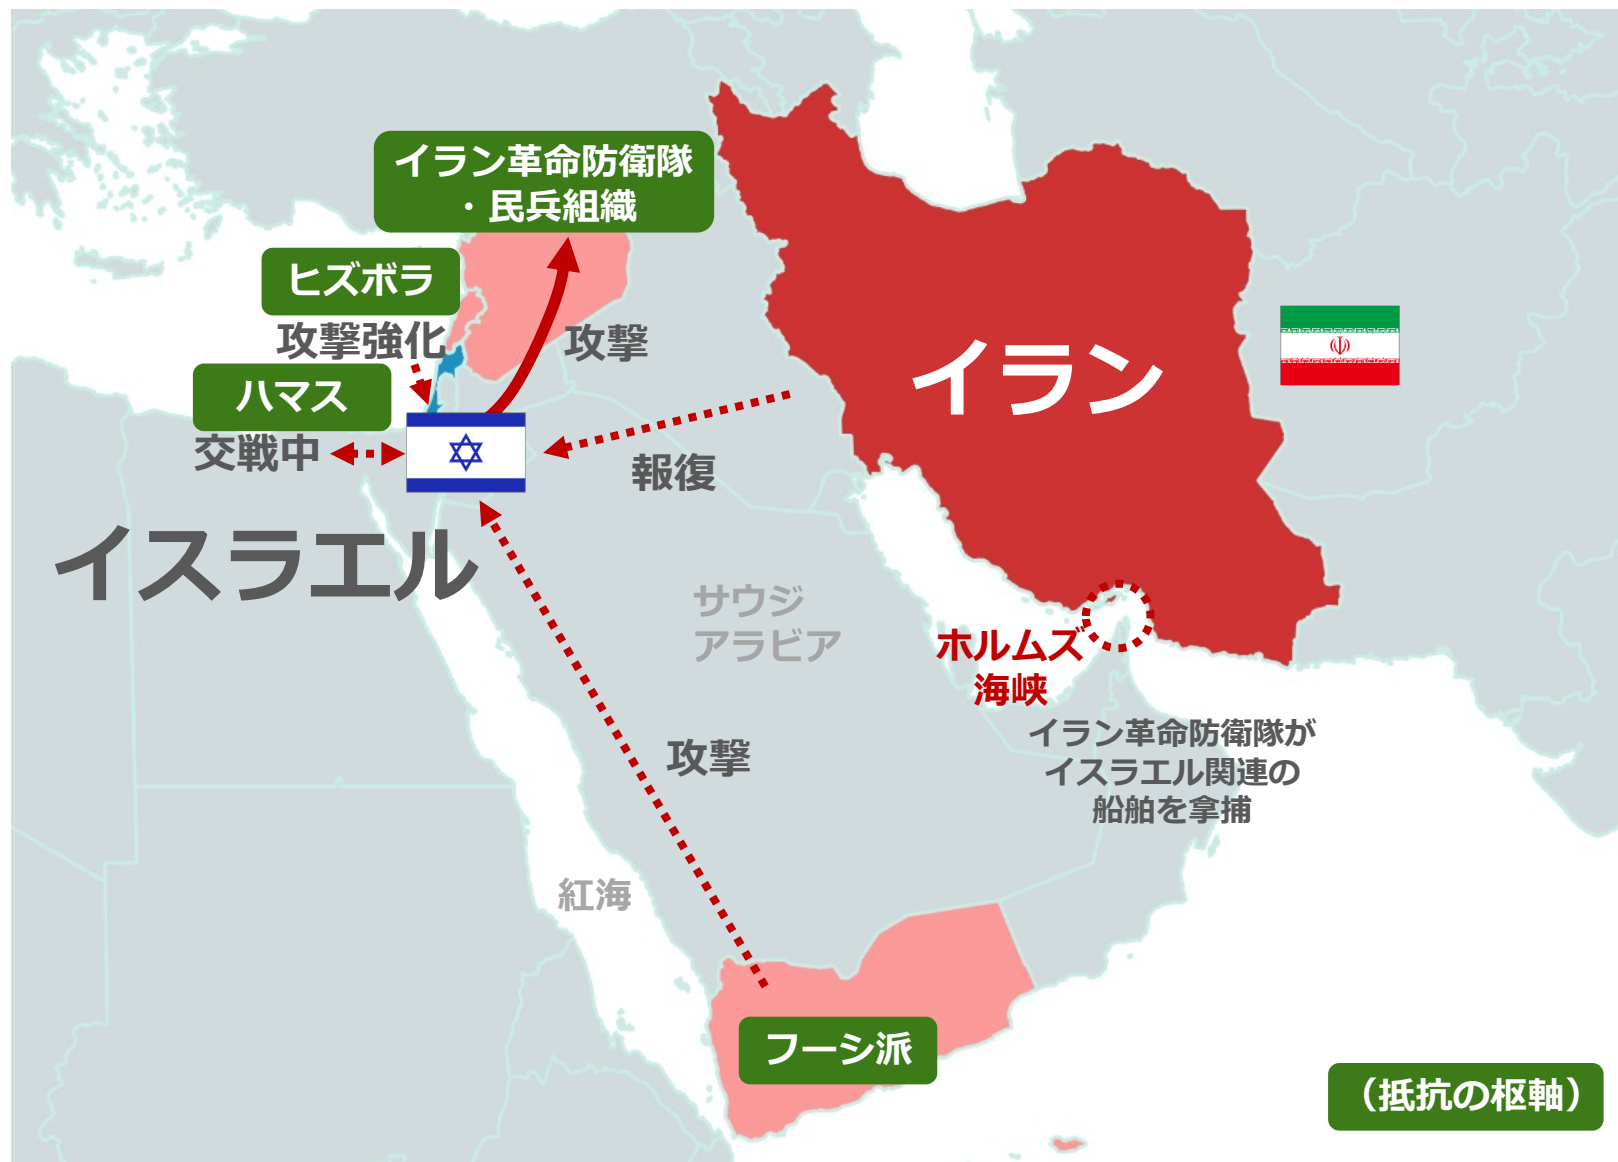 イラン革命防衛隊
・民兵組織
ヒズボラ
攻撃強化
攻撃
ハマス
交戦中
イラン
報復
イスラエル
サウジ
アラビア
ホルムズ
海峡
イラン革命防衛隊が
イスラエル関連の
船舶を拿捕
攻撃
紅海
フーシ派
（抵抗の枢軸）